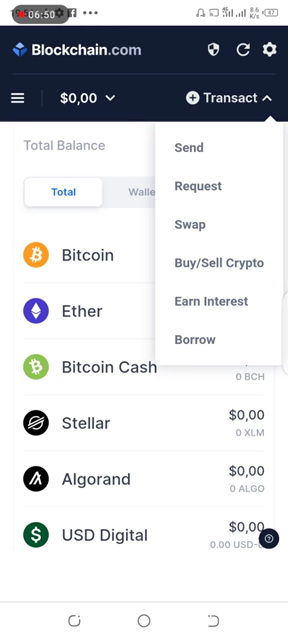 06:50
Blockchain.com
$0,00
Transact
Total Balance
Send
Total
Walle
Request
Swap
Bitcoin
Buy/Sell Crypto
Earn Interest
Ether
Borrow
Bitcoin Cash
0 BCH
Stellar
$0,00
0 XLM
Algorand
$0,00
0 ALGO
USD Digital
$0,00
0.00 USD-